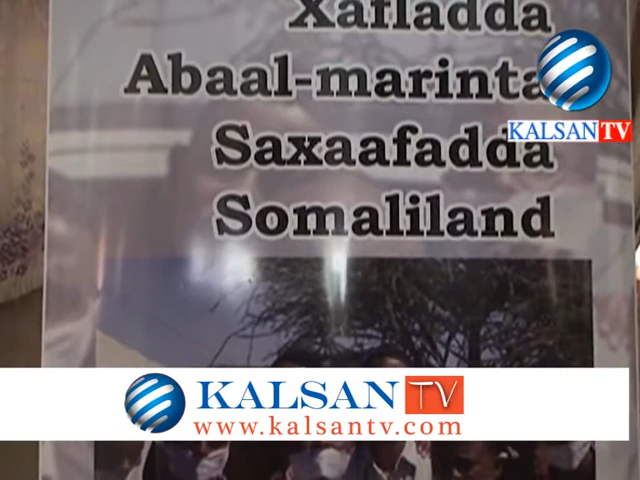 Xafladda
Abaal-marinta
Saxaafadda
Somaliland
KALSAN TV
KALSAN TV
www.kalsantv.com